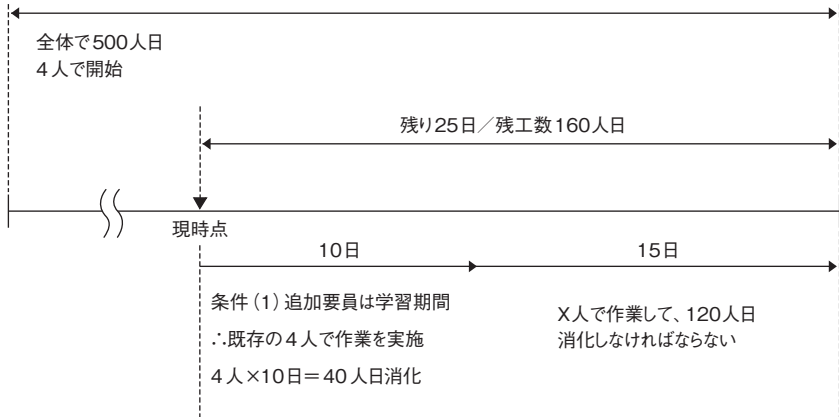 全体で500人日
4人で開始
残り25日／残工数160人日
現時点
10日
15日
条件（1）追加要員は学習期間
∴既存の4人で作業を実施
4人×10日＝40人日消化
X人で作業して、120人日
消化しなければならない